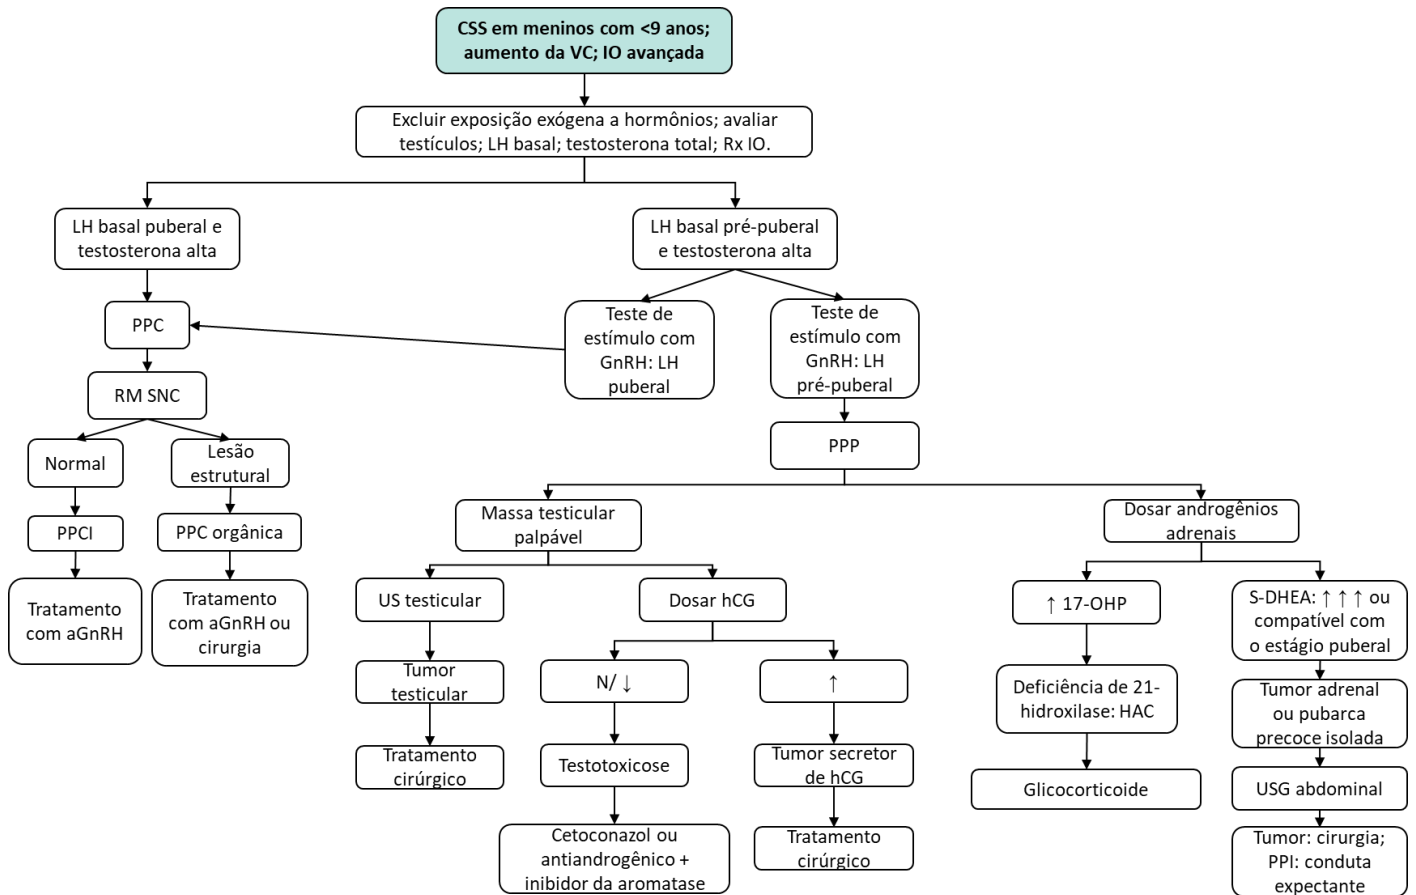 CSS em meninos com <9 anos;
aumento da VC; IO avançada
Excluir exposição exógena a hormônios; avaliar
testículos; LH basal; testosterona total; Rx IO.
LH basal puberal e
testosterona alta
LH basal pré-puberal
e testosterona alta
PPC
Teste de
estímulo com
GnRH: LH
puberal
Teste de
estímulo com
GnRH: LH
pré-puberal
RM SNC
PPP
Normal
Lesão
estrutural
PPCI
PPC orgânica
Tratamento
com aGnRH
Tratamento
com aGnRH ou
cirurgia
Massa testicular
palpável
Dosar androgênios
adrenais
US testicular
Dosar hCG
Tumor
testicular
Tratamento
cirúrgico
N/ ↓
↑
Testotoxicose
Tumor secretor
de hCG
Cetoconazol ou
antiandrogênico +
inibidor da aromatase
Tratamento
cirúrgico
↑ 17-OHP
S-DHEA: ↑ ↑ ↑ ou
compatível com
o estágio puberal
Deficiência de 21-
hidroxilase: HAC
Tumor adrenal
ou pubarca
precoce isolada
Glicocorticoide
USG abdominal
Tumor: cirurgia;
PPI: conduta
expectante